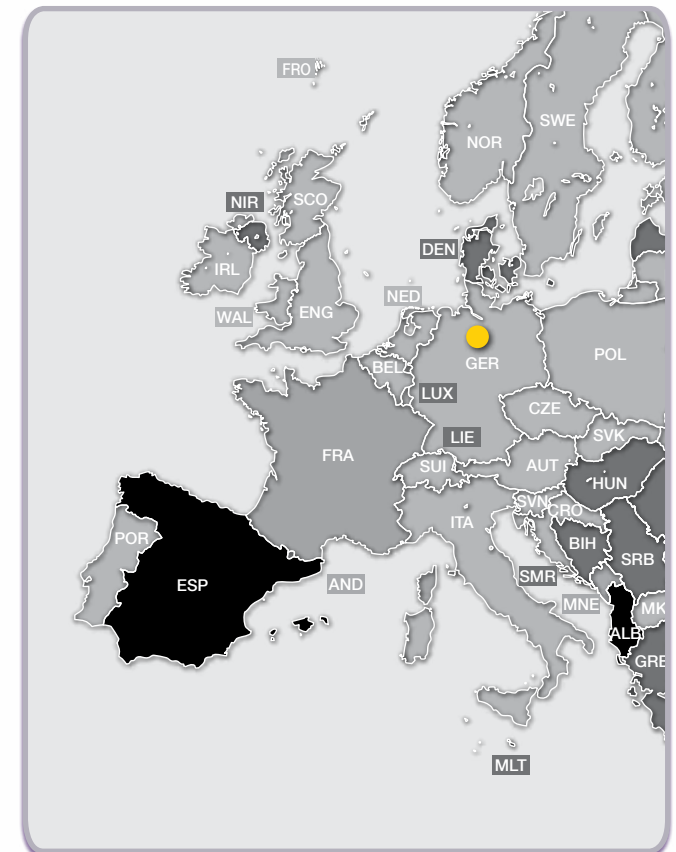 FRO
SWE
NOR
NIR
SCO
DEN
IRL
NED
WAL
ENG
POL
GER
BEL
LUX
CZE
LIE
SVK
FRA
SUI
AUT
HUN
SVN
CRO
ITA
POR
BIH
SRB
SMR
ESP
AND
MNE
MK
ALB
GRE
MLT